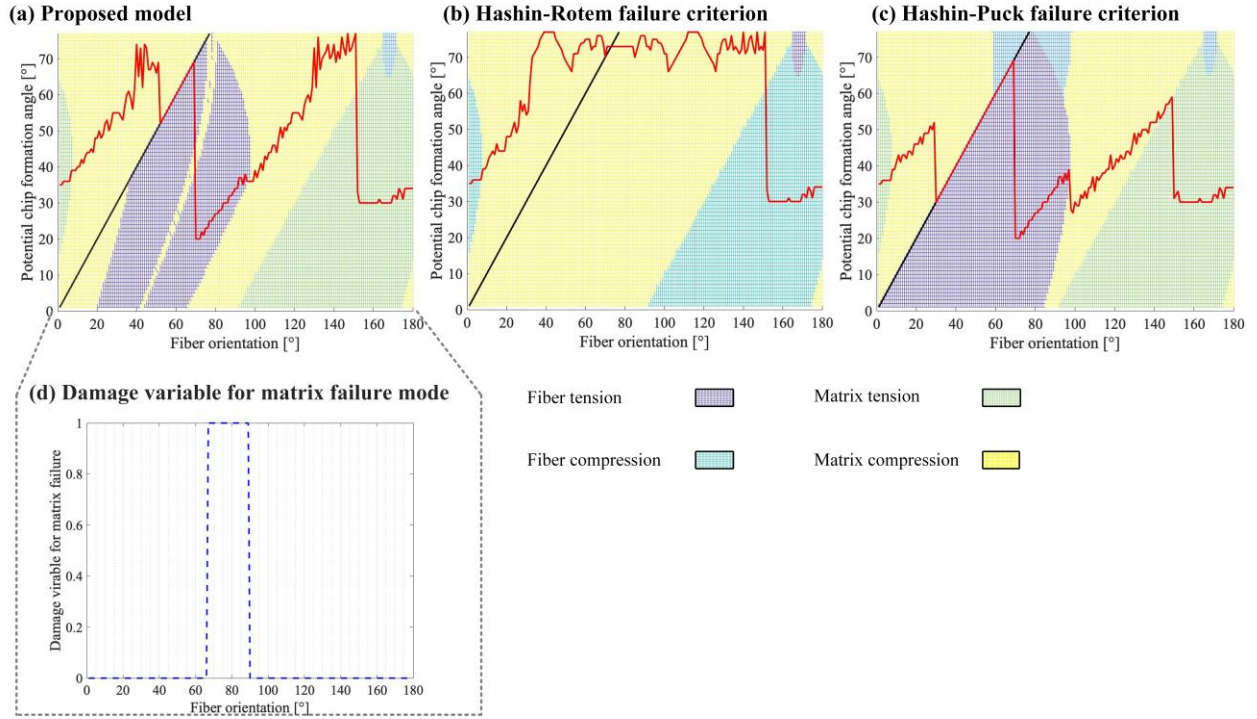 (a) Proposed model
(b) Hashin-Rotem failure criterion
(c) Hashin-Puck failure criterion
Potential chip formation angle [°]
70
60
50
40
30
20
10
0
0 20 40 60 80 100 120 140 160 180
Fiber orientation [°]
Potential chip formation angle [°]
70
60
50
40
30
20
10
0
0 20 40 60 80 100 120 140 160 180
Fiber orientation [°]
Potential chip formation angle [°]
70
60
50
40
30
20
10
0
0 20 40 60 80 100 120 140 160 180
Fiber orientation [°]
(d) Damage variable for matrix failure mode
Damage virable for matrix failure
1
0.8
0.6
0.4
0.2
0
0 20 40 60 80 100 120 140 160 180
Fiber orientation [°]
Fiber tension
Matrix tension
Fiber compression
Matrix compression